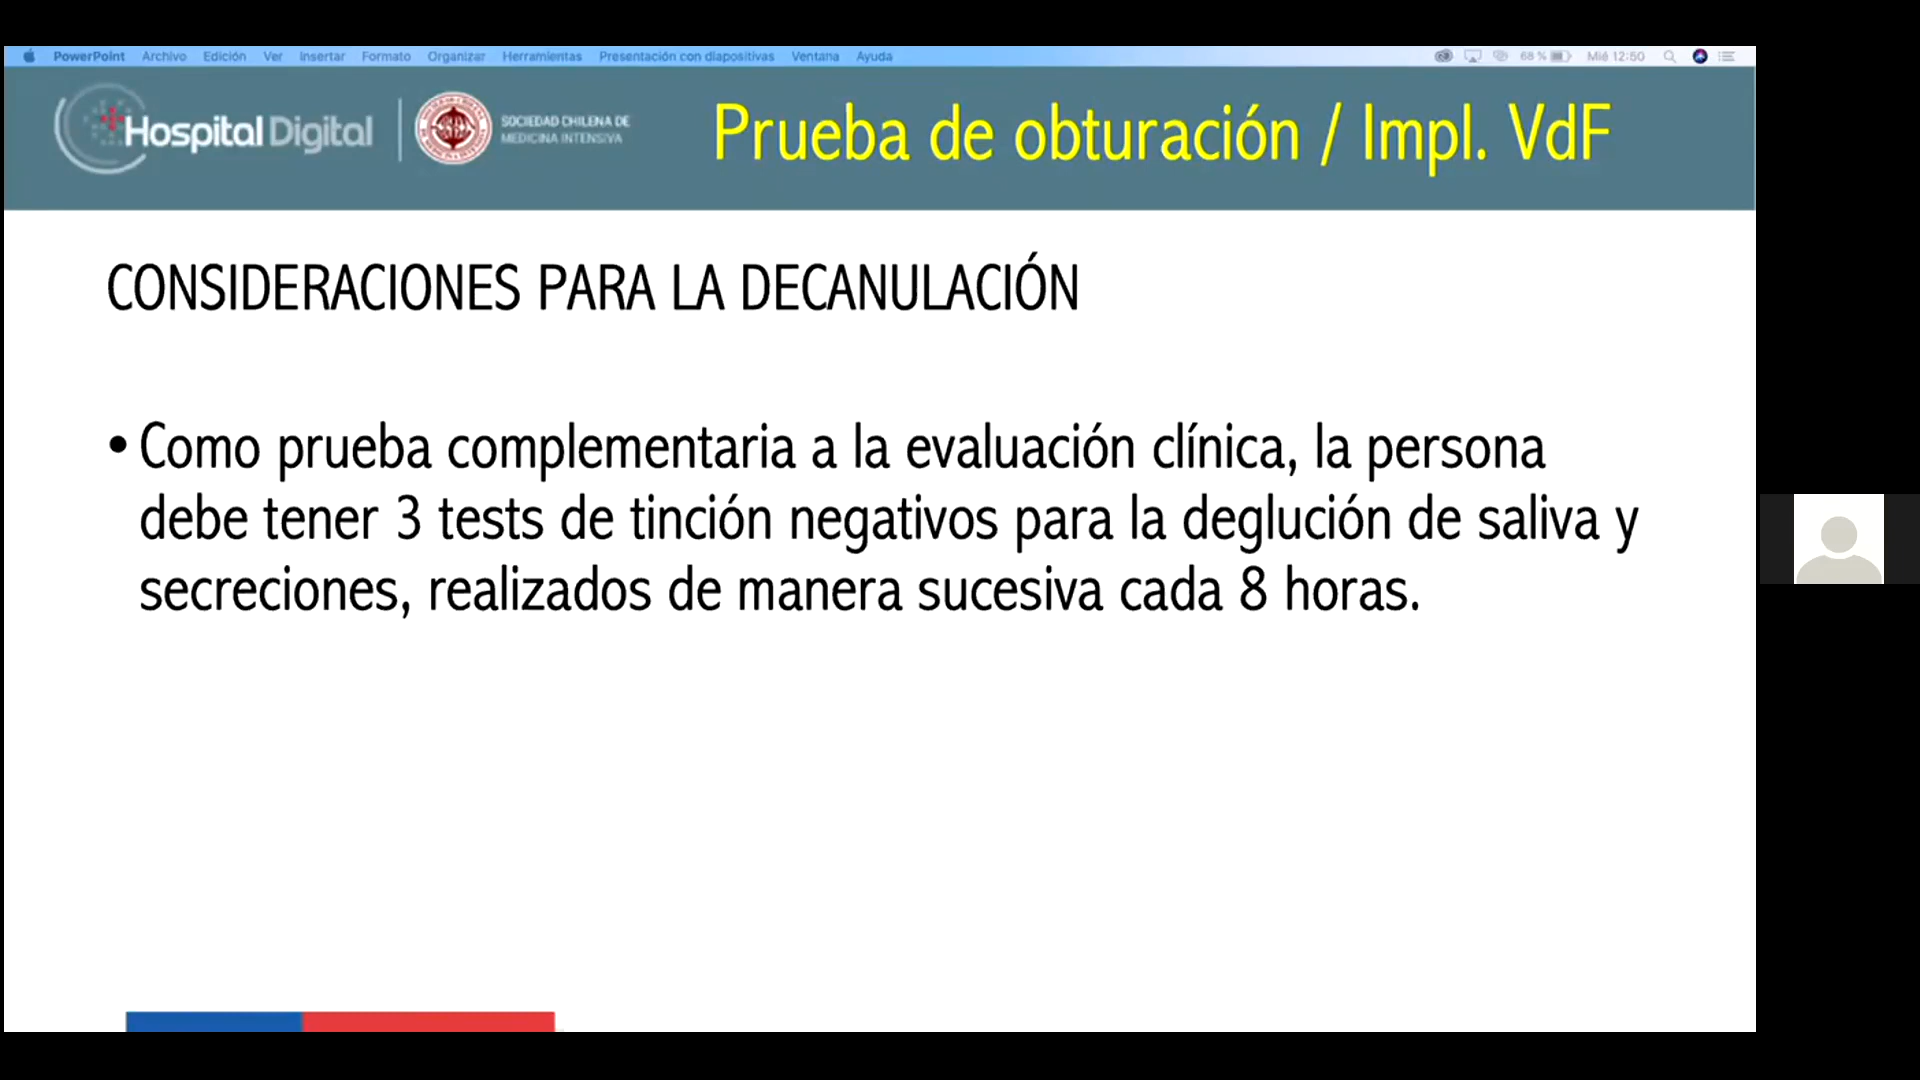 PowerPoint Archivo Edición Ver Insertar Formato Organizar Herramientas Presentación con diapositivas Ventana Ayuda 68 % Mié 12:50
Hospital Digital
SOCIEDAD CHILENA DE
MEDICINA INTENSIVA
Prueba de obturación / Impl. VdF
CONSIDERACIONES PARA LA DECANULACIÓN
• Como prueba complementaria a la evaluación clínica, la persona
debe tener 3 tests de tinción negativos para la deglución de saliva y
secreciones, realizados de manera sucesiva cada 8 horas.